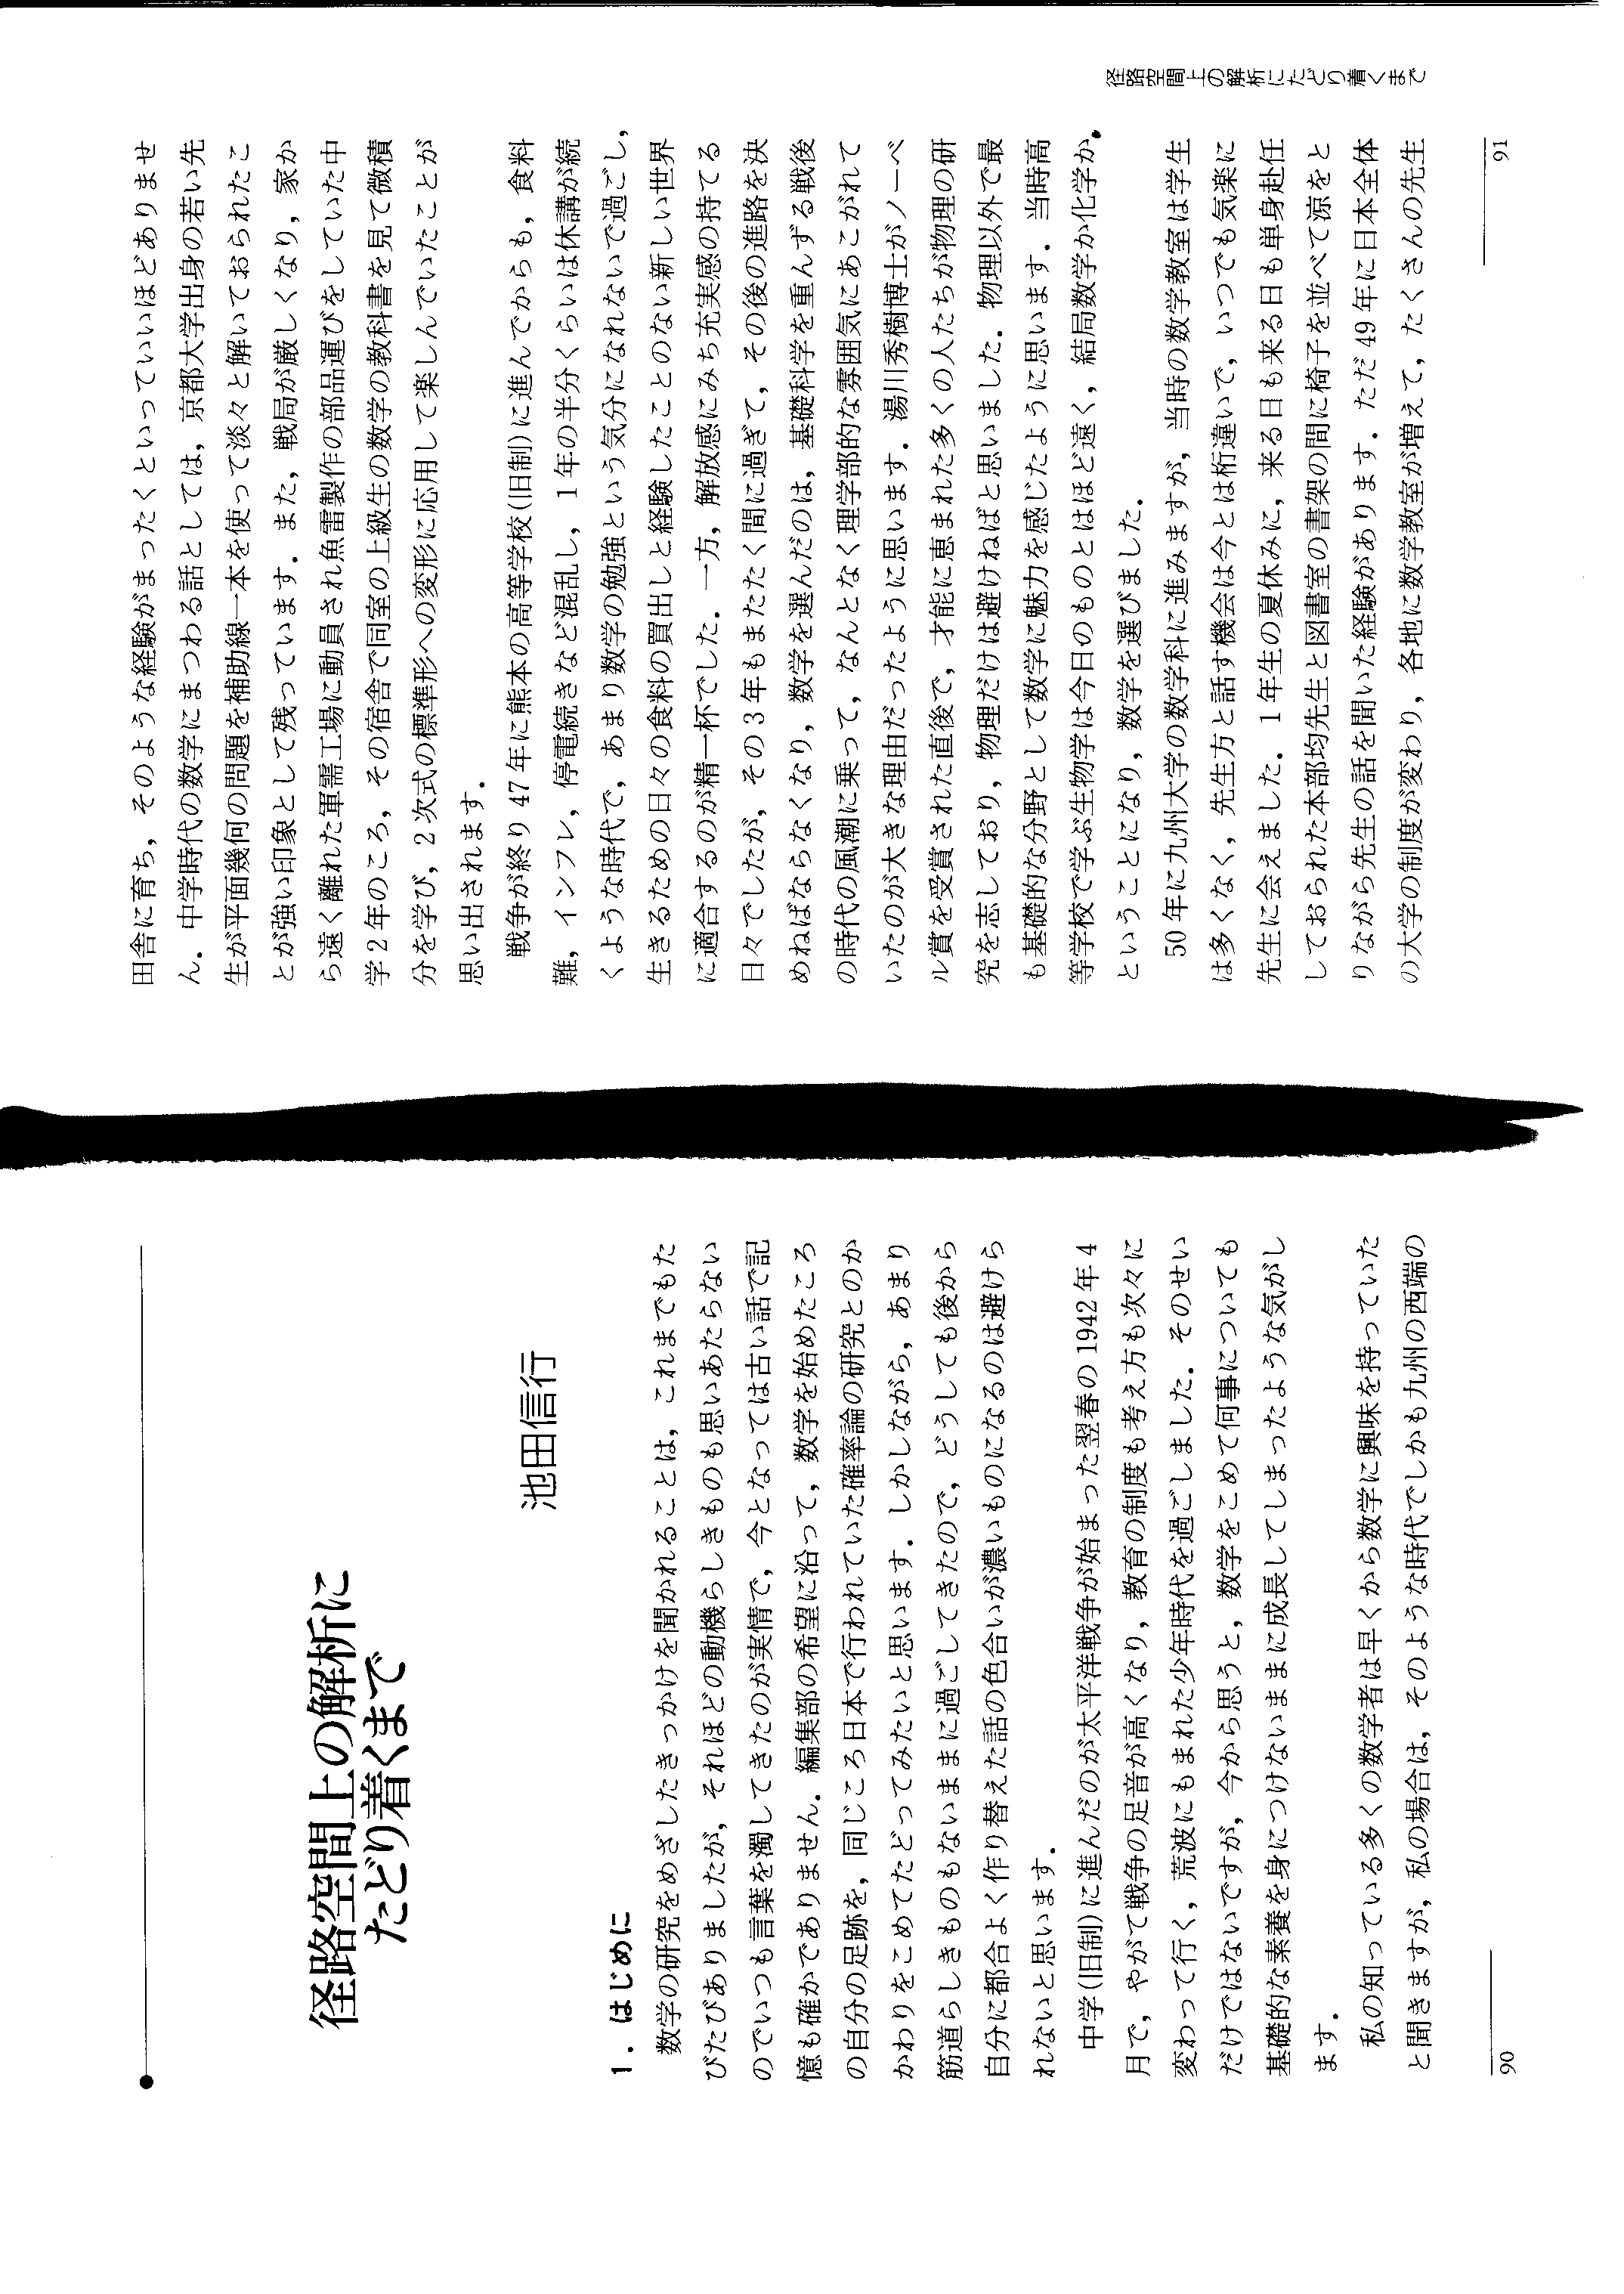 径路空間上の解析に
たどり着くまで
池田信行
1. はじめに
数学の研究をめざしたきっかけを聞かれることは，これまでもた
びたびありましたが，それほどの動機らしきものも思いあたらない
のでいつも言葉を濁してきたのが実情で，今となっては古い話で記
憶も確かでありません．編集部の希望に沿って，数学を始めたころ
の自分の足跡を，同じころ日本で行われていた確率論の研究とのか
かわりをこめてたどってみたいと思います．しかしながら，あまり
筋道らしきものもないままに過ごしてきたので，どうしても後から
自分に都合よく作り替えた話の色合いが濃いものになるのは避けら
れないと思います．
中学(旧制)に進んだのが太平洋戦争が始まった翌春の1942年4
月で，やがて戦争の足音が高くなり，教育の制度も考え方も次々に
変わって行く，荒波にもまれた少年時代を過ごしました．そのせい
だけではないですが，今から思うと，数学をこめて何事についても
基礎的な素養を身につけないままに成長してしまったような気がし
ます．
私の知っている多くの数学者は早くから数学に興味を持っていた
と聞きますが，私の場合は，そのような時代でしかも九州の西端の
90
径路空間上の解析にたどり着くまで
田舎に育ち，そのような経験がまったくといっていいほどありませ
ん．中学時代の数学にまつわる話としては，京都大学出身の若い先
生が平面幾何の問題を補助線一本を使って淡々と解いておられたこ
とが強い印象として残っています．また，戦局が厳しくなり，家か
ら遠く離れた軍需工場に動員され魚雷製作の部品運びをしていた中
学2年のころ，その宿舎で同室の上級生の数学の教科書を見て微積
分を学び，2次式の標準形への変形に応用して楽しんでいたことが
思い出されます．
戦争が終り47年に熊本の高等学校(旧制)に進んでからも，食料
難，インフレ，停電続きなど混乱し，1年の半分くらいは休講が続
くような時代で，あまり数学の勉強という気分になれないで過ごし，
生きるための日々の食料の買出しと経験したことのない新しい世界
に適合するのが精一杯でした．一方，解放感にみち充実感の持てる
日々でしたが，その3年もまたたく間に過ぎて，その後の進路を決
めねばならなくなり，数学を選んだのは，基礎科学を重んずる戦後
の時代の風潮に乗って，なんとなく理学部的な雰囲気にあこがれて
いたのが大きな理由だったように思います．湯川秀樹博士がノーベ
ル賞を受賞された直後で，才能に恵まれた多くの人たちが物理の研
究を志しており，物理だけは避けねばと思いました．物理以外で最
も基礎的な分野として数学に魅力を感じたように思います．当時高
等学校で学ぶ生物学は今日のものとはほど遠く，結局数学か化学か，
ということになり，数学を選びました．
50年に九州大学の数学科に進みますが，当時の数学教室は学生
は多くなく，先生方と話す機会は今とは桁違いで，いつでも気楽に
先生に会えました．1年生の夏休みに，来る日も来る日も単身赴任
しておられた本部均先生と図書室の書架の間に椅子を並べて涼をと
りながら先生の話を聞いた経験があります．ただ49年に日本全体
の大学の制度が変わり，各地に数学教室が増えて，たくさんの先生
91